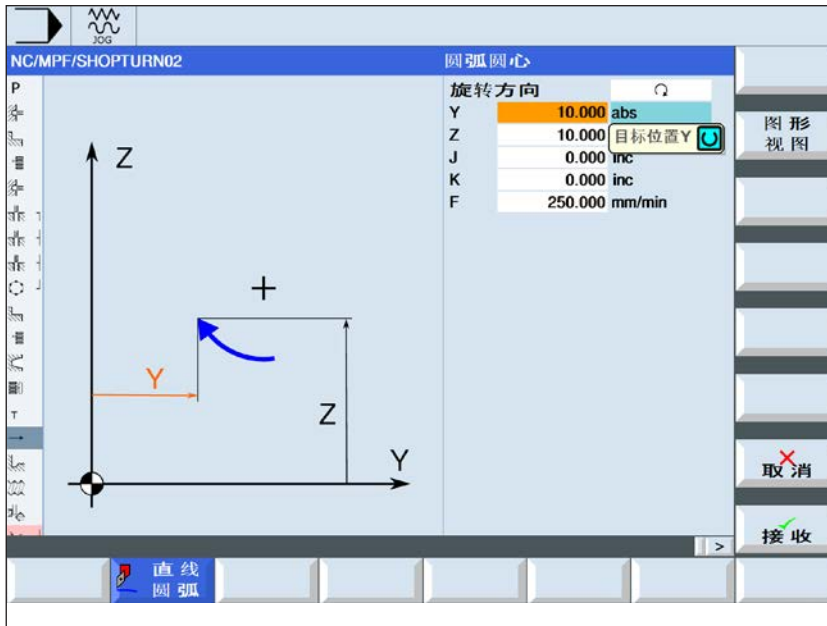 JOG
NC/MPF/SHOPTURN02
圆弧圆心
P
旋转方向
Y 10.000 abs
Z 10.000 目标位置Y
J 0.000 inc
K 0.000 inc
F 250.000 mm/min
图形
视图
Z
Y
Z
Y
T
取消
接收
>
直线
圆弧